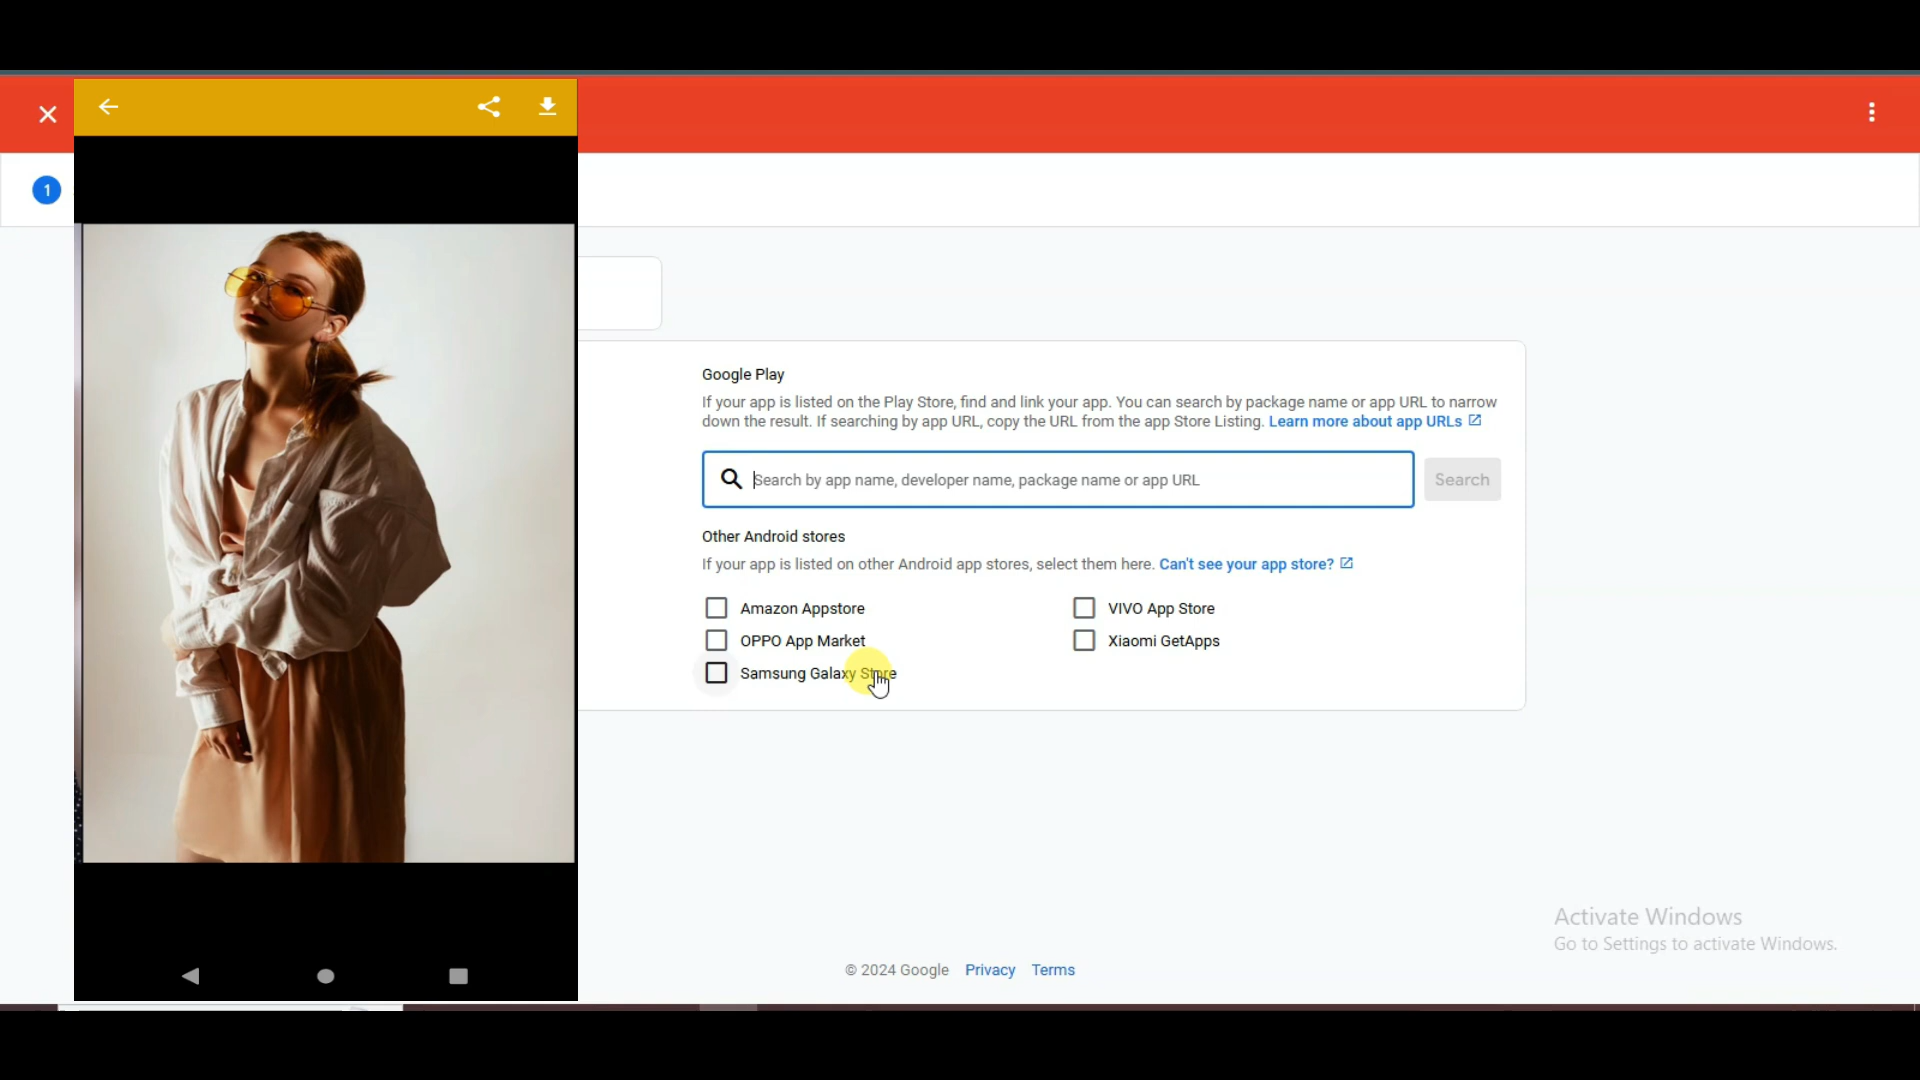 1
Google Play
If your app is listed on the Play Store, find and link your app. You can search by package name or app URL to narrow
down the result. If searching by app URL, copy the URL from the app Store Listing. Learn more about app URLs
Search by app name, developer name, package name or app URL
Search
Other Android stores
If your app is listed on other Android app stores, select them here. Can't see your app store?
Amazon Appstore
VIVO App Store
OPPO App Market
Xiaomi GetApps
Samsung Galaxy Store
Activate Windows
Go to Settings to activate Windows.
© 2024 Google Privacy Terms